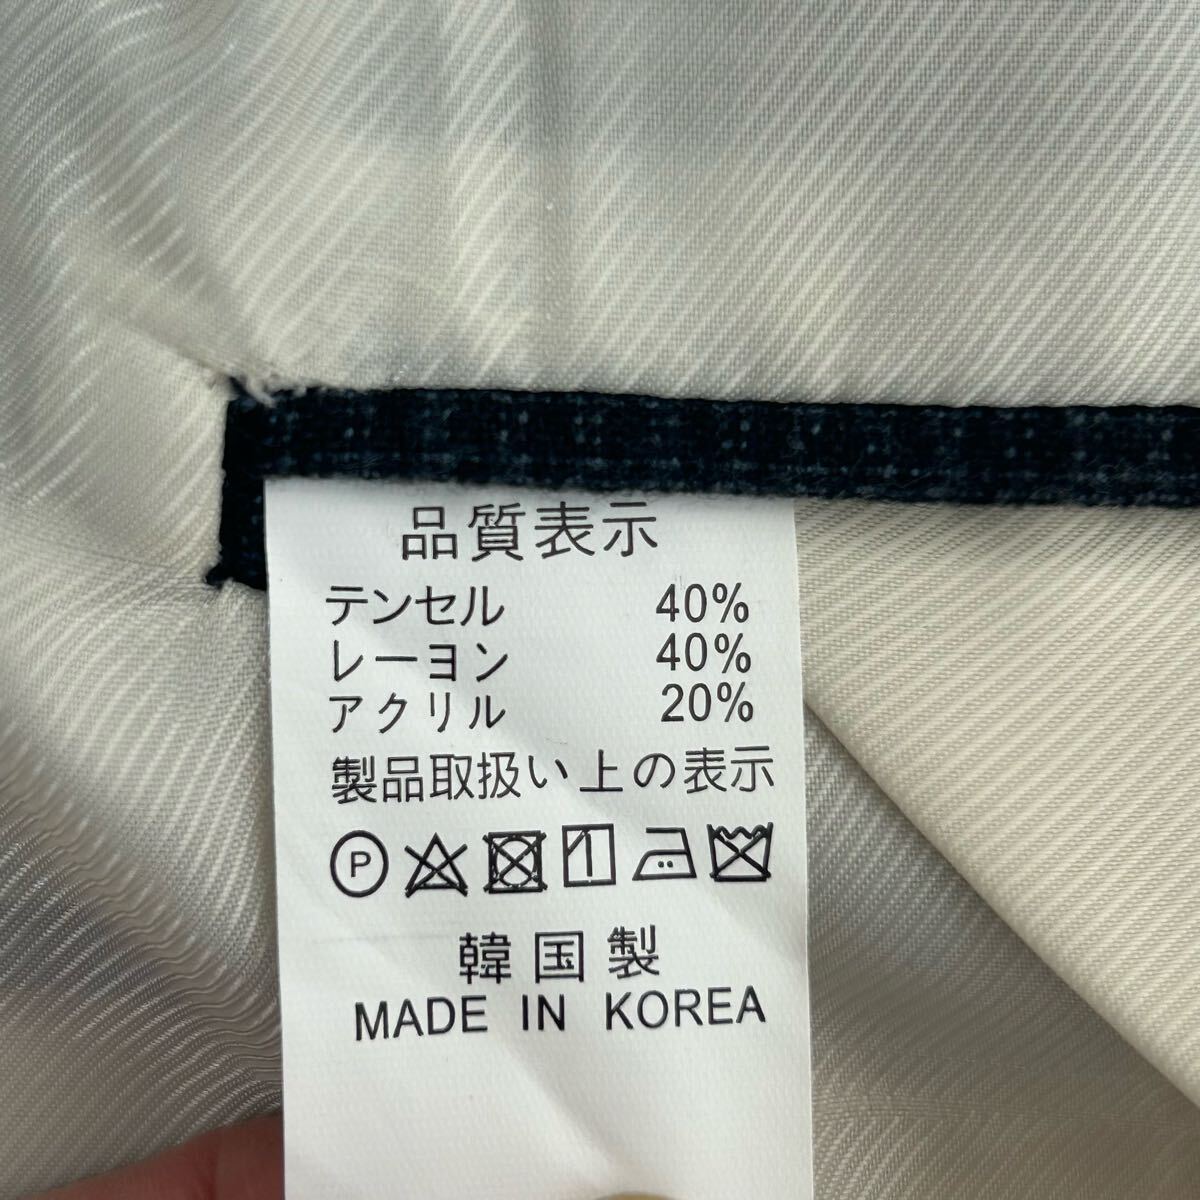 品質表示
テンセル 40%
レーヨン 40%
アクリル 20%
製品取扱い上の表示
P
韓国製
MADE IN KOREA